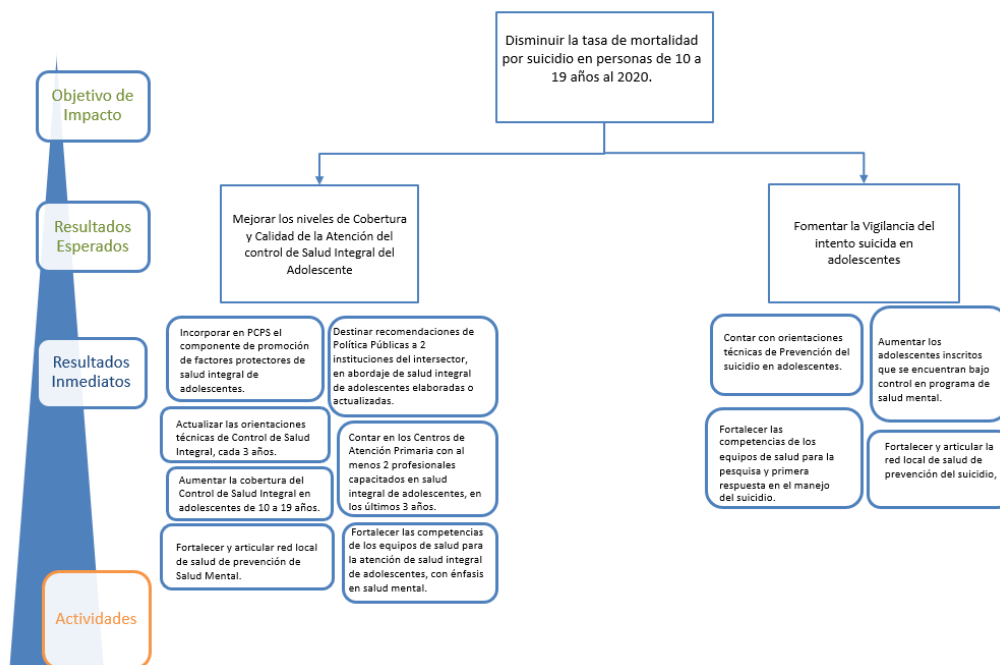 Disminuir la tasa de mortalidad
por suicidio en personas de 10 a
19 años al 2020.
Objetivo de
Impacto
Resultados
Esperados
Mejorar los niveles de Cobertura
y Calidad de la Atención del
control de Salud Integral del
Adolescente
Fomentar la Vigilancia del
intento suicida en
adolescentes
Resultados
Inmediatos
Incorporar en PCPS el
componente de promoción
de factores protectores de
salud integral de
adolescentes.
Destinar recomendaciones de
Política Públicas a 2
instituciones del intersector,
en abordaje de salud integral
de adolescentes elaboradas o
actualizadas.
Actualizar las orientaciones
técnicas de Control de Salud
Integral, cada 3 años.
Contar en los Centros de
Atención Primaria con al
menos 2 profesionales
capacitados en salud
integral de adolescentes, en
los últimos 3 años.
Aumentar la cobertura del
Control de Salud Integral en
adolescentes de 10 a 19 años.
Fortalecer y articular red local
de salud de prevención de
Salud Mental.
Fortalecer las competencias
de los equipos de salud para
la atención de salud integral
de adolescentes, con énfasis
en salud mental.
Contar con orientaciones
técnicas de Prevención del
suicidio en adolescentes.
Aumentar los
adolescentes inscritos
que se encuentran bajo
control en programa de
salud mental.
Fortalecer las
competencias de los
equipos de salud para la
pesquisa y primera
respuesta en el manejo
del suicidio.
Fortalecer y articular la
red local de salud de
prevención del suicidio,
Actividades